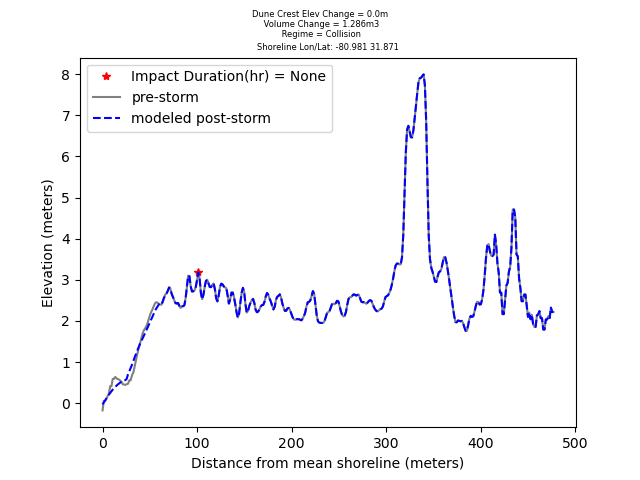 Dune Crest Elev Change = 0.0m
Volume Change = 1.286m3
Regime = Collision
Shoreline Lon/Lat: -80.981 31.871
Impact Duration(hr) = None
pre-storm
modeled post-storm
8
7
6
5
4
3
2
1
0
Elevation (meters)
0 100 200 300 400 500
Distance from mean shoreline (meters)